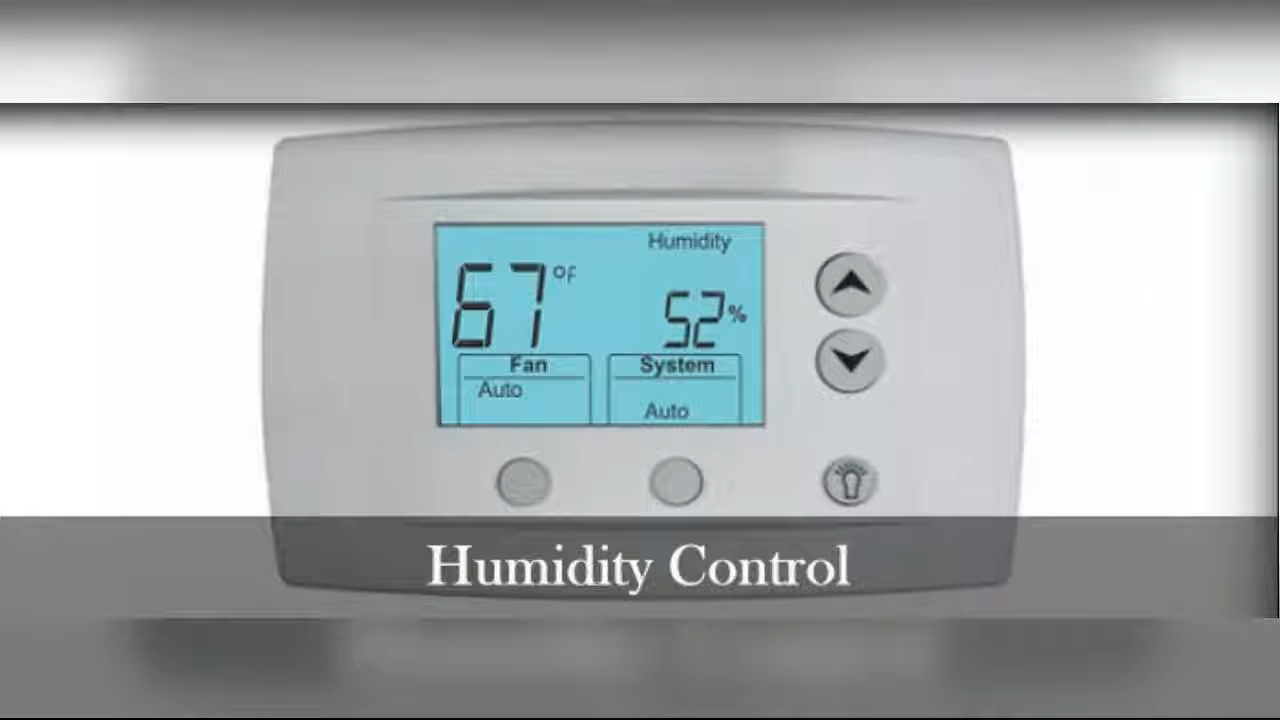 Humidity
67 °F
52 %
Fan
System
Auto
Auto
Humidity Control